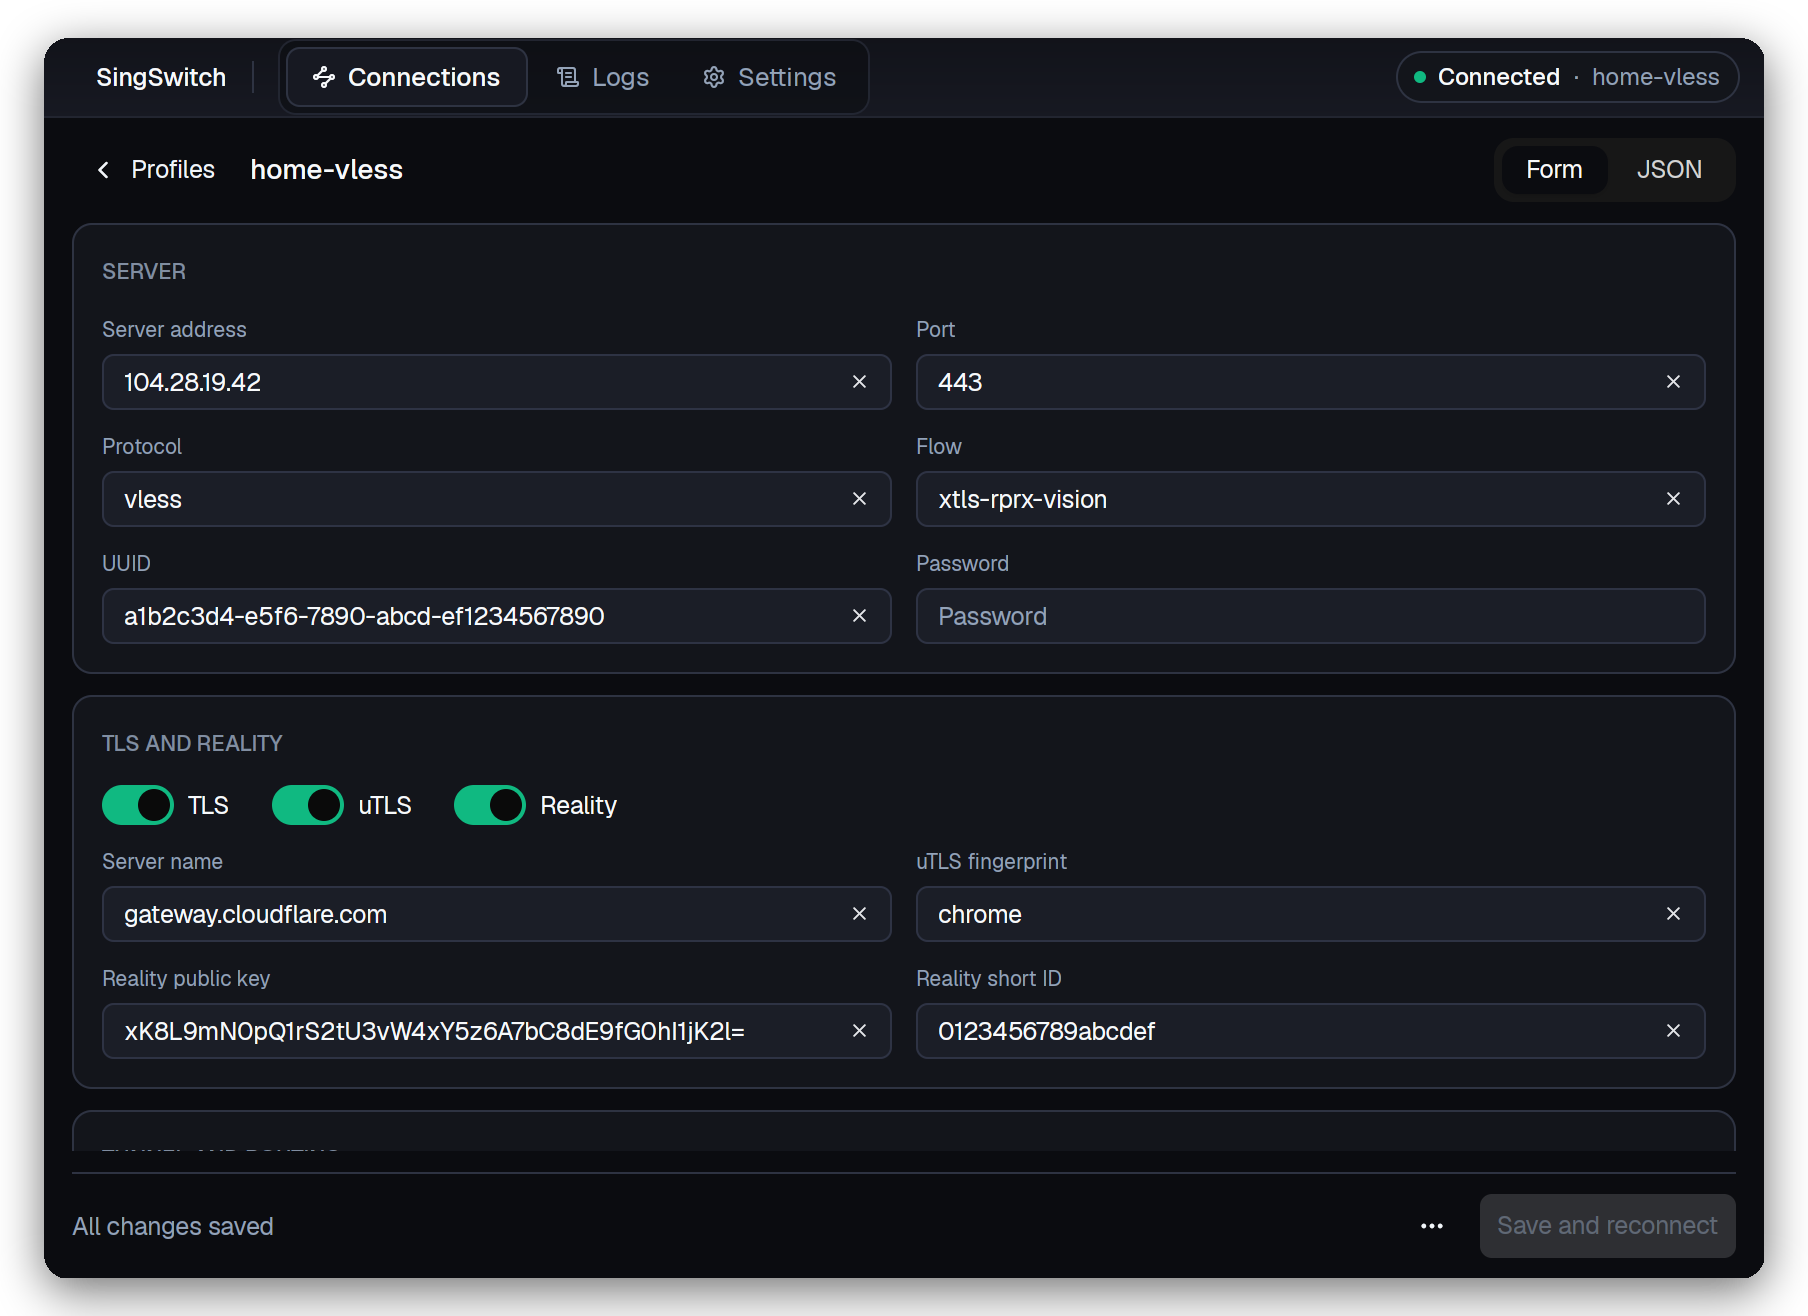 SingSwitch
Connections
Logs
Settings
Connected · home-vless
Profiles
home-vless
Form
JSON
SERVER
Server address
Port
104.28.19.42
443
Protocol
Flow
vless
xtls-rprx-vision
UUID
Password
a1b2c3d4-e5f6-7890-abcd-ef1234567890
Password
TLS AND REALITY
TLS
uTLS
Reality
Server name
uTLS fingerprint
gateway.cloudflare.com
chrome
Reality public key
Reality short ID
xK8L9mN0pQ1rS2tU3vW4xY5z6A7bC8dE9fG0hI1jK2l=
0123456789abcdef
All changes saved
Save and reconnect